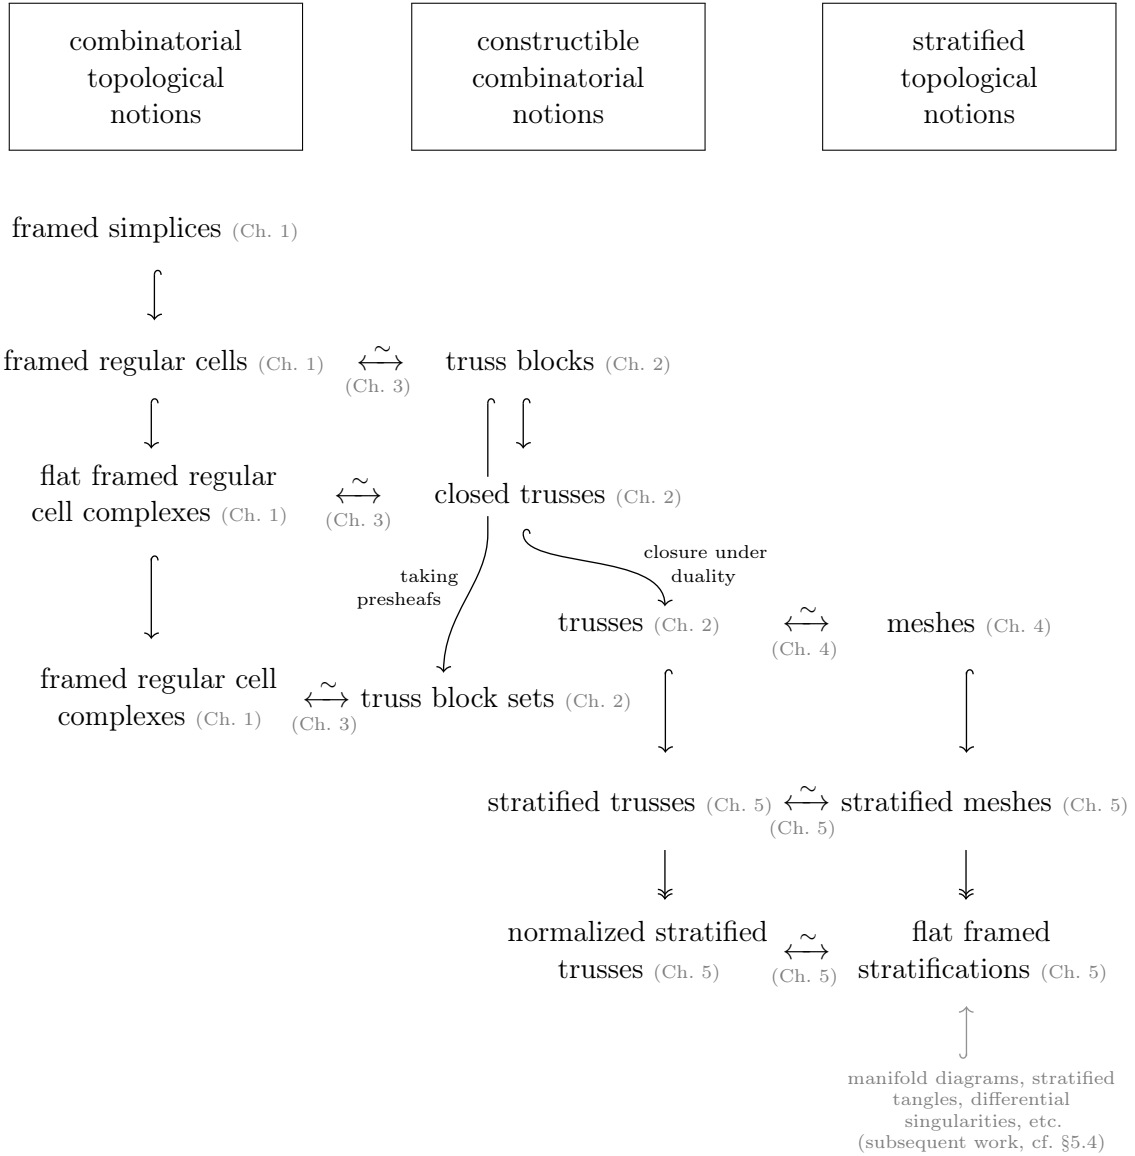 combinatorial
topological
notions
constructible
combinatorial
notions
stratified
topological
notions
framed simplices (Ch. 1)
framed regular cells (Ch. 1)
∼
(Ch. 3)
truss blocks (Ch. 2)
flat framed regular
cell complexes (Ch. 1)
∼
(Ch. 3)
closed trusses (Ch. 2)
taking
presheafs
closure under
duality
trusses (Ch. 2)
∼
(Ch. 4)
meshes (Ch. 4)
framed regular cell
complexes (Ch. 1)
∼
(Ch. 3)
truss block sets (Ch. 2)
stratified trusses (Ch. 5)
∼
(Ch. 5)
stratified meshes (Ch. 5)
normalized stratified
trusses (Ch. 5)
∼
(Ch. 5)
flat framed
stratifications (Ch. 5)
manifold diagrams, stratified
tangles, differential
singularities, etc.
(subsequent work, cf. §5.4)